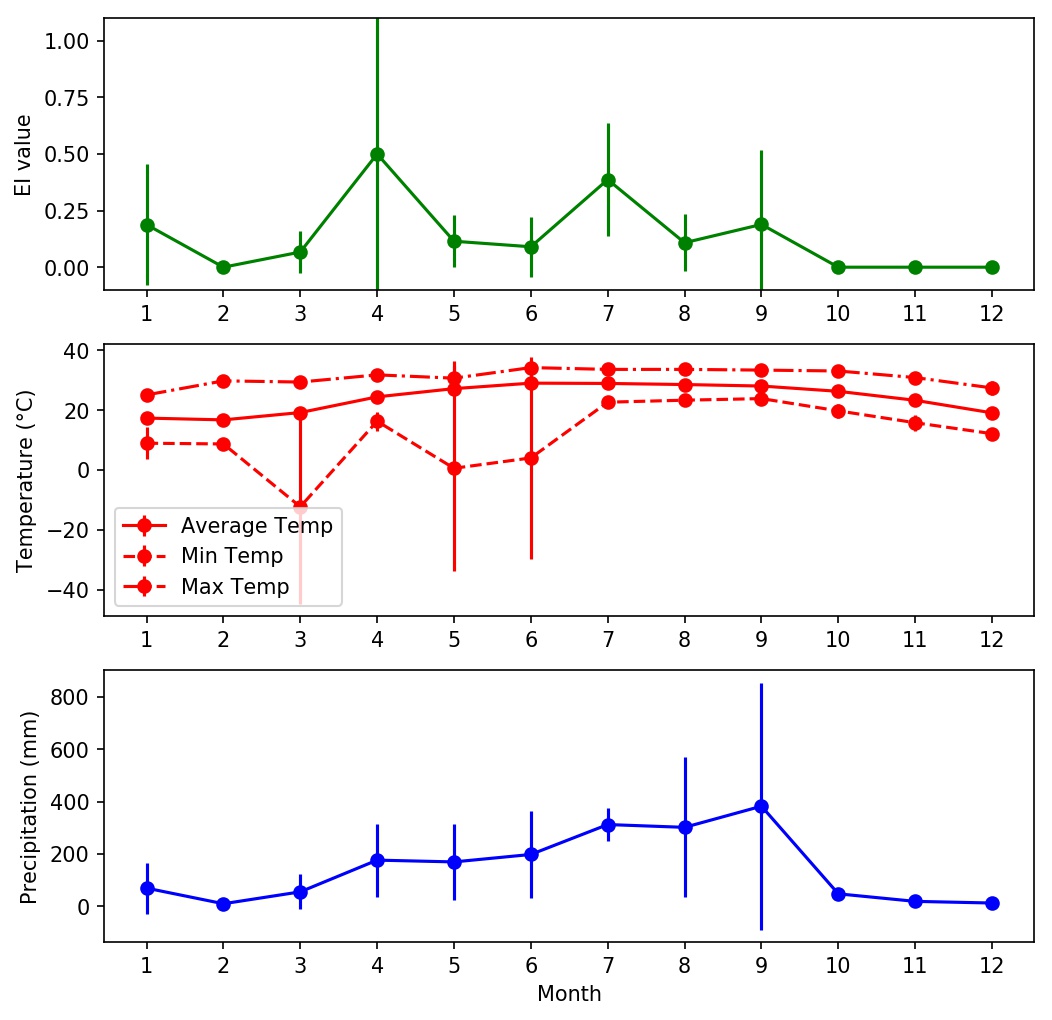 EI value
1.00
0.75
0.50
0.25
0.00
1 2 3 4 5 6 7 8 9 10 11 12
Temperature (°C)
40
20
0
−20
−40
Average Temp
Min Temp
Max Temp
1 2 3 4 5 6 7 8 9 10 11 12
Precipitation (mm)
800
600
400
200
0
1 2 3 4 5 6 7 8 9 10 11 12
Month